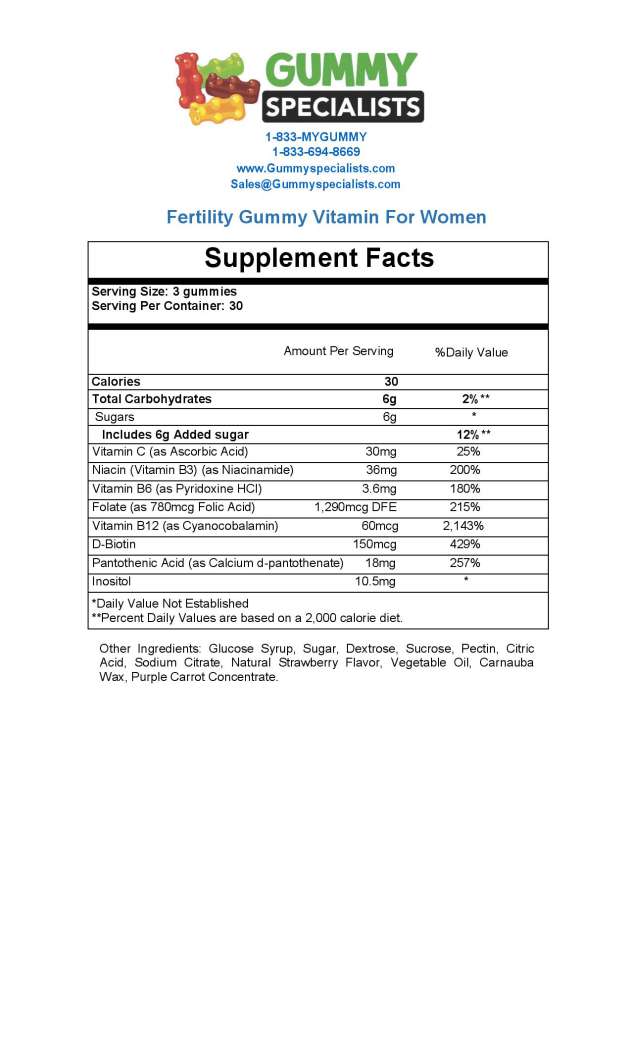 GUMMY
SPECIALISTS
1-833-MYGUMMY
1-833-694-8669
www.Gummyspecialists.com
Sales@Gummyspecialists.com
Fertility Gummy Vitamin For Women
Supplement Facts
Serving Size: 3 gummies
Serving Per Container: 30
Amount Per Serving %Daily Value
Calories 30
Total Carbohydrates 6g 2%**
Sugars 6g *
Includes 6g Added sugar 12%**
Vitamin C (as Ascorbic Acid) 30mg 25%
Niacin (Vitamin B3) (as Niacinamide) 36mg 200%
Vitamin B6 (as Pyridoxine HCl) 3.6mg 180%
Folate (as 780mcg Folic Acid) 1,290mcg DFE 215%
Vitamin B12 (as Cyanocobalamin) 60mcg 2,143%
D-Biotin 150mcg 429%
Pantothenic Acid (as Calcium d-pantothenate) 18mg 257%
Inositol 10.5mg *
*Daily Value Not Established
**Percent Daily Values are based on a 2,000 calorie diet.
Other Ingredients: Glucose Syrup, Sugar, Dextrose, Sucrose, Pectin, Citric
Acid, Sodium Citrate, Natural Strawberry Flavor, Vegetable Oil, Carnauba
Wax, Purple Carrot Concentrate.